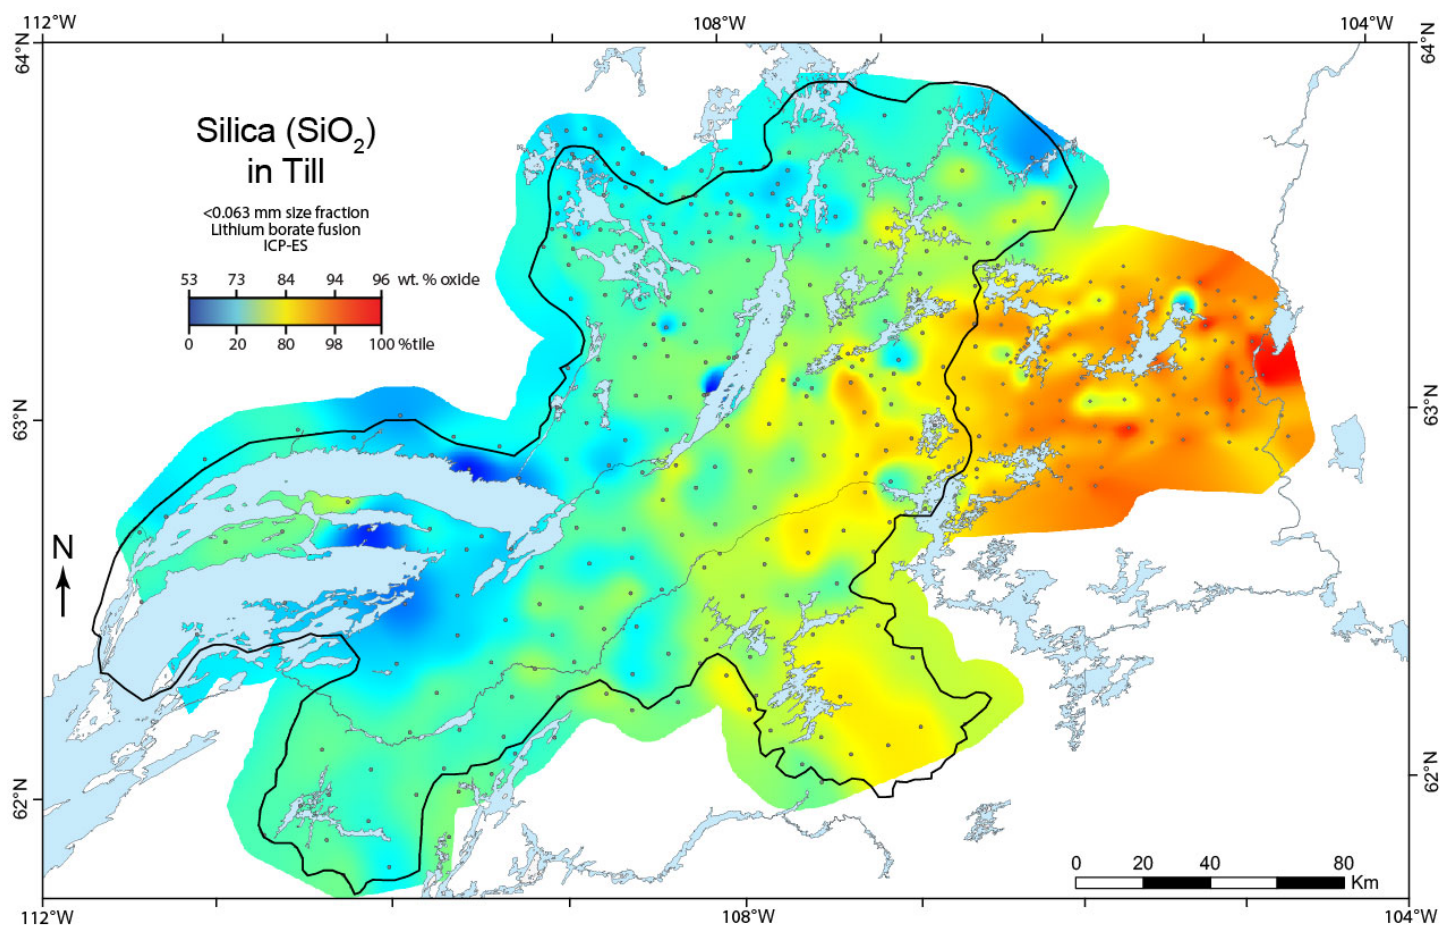 112°W 108°W 104°W
64°N 64°N
Silica (SiO₂)
in Till
<0.063 mm size fraction
Lithium borate fusion
ICP-ES
53 73 84 94 96 wt. % oxide
0 20 80 98 100 %tile
63°N 63°N
N
62°N 62°N
0 20 40 80
Km
112°W 108°W 104°W